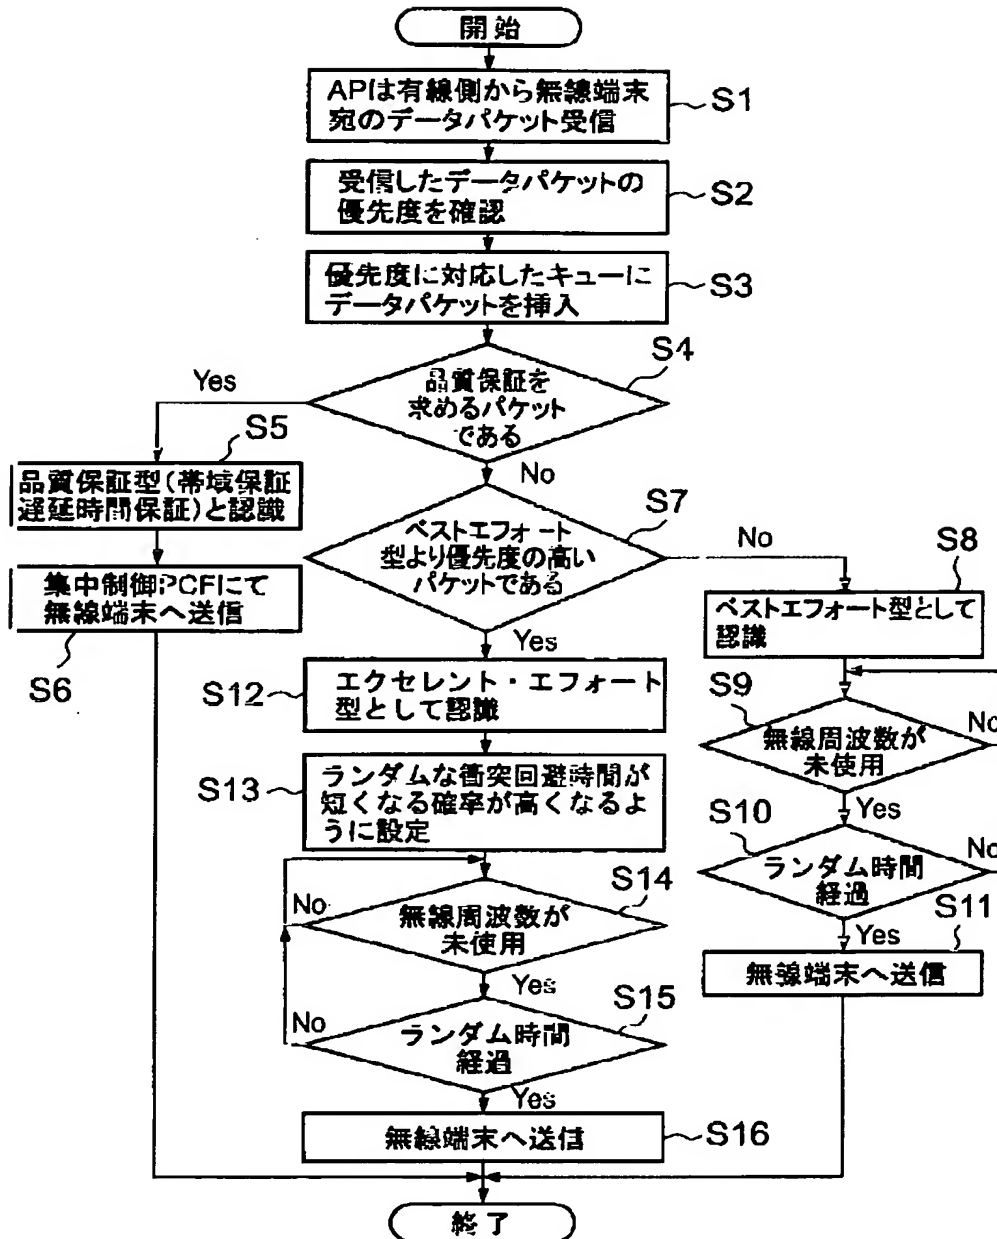 開始
APは有線側から無線端末
宛のデータパケット受信
S1
受信したデータパケットの
優先度を確認
S2
優先度に対応したキューに
データパケットを挿入
S3
S4
品質保証を
求めるパケット
である
Yes
No
S5
品質保証型(帯域保証
遅延時間保証)と認識
集中制御PCFにて
無線端末へ送信
S6
S7
ベストエフォート
型より優先度の高い
パケットである
No
Yes
S8
ベストエフォート型として
認識
S9
無線周波数が
未使用
No
Yes
S10
ランダム時間
経過
No
Yes
S11
無線端末へ送信
S12
エクセレント・エフォート
型として認識
S13
ランダムな衝突回避時間が
短くなる確率が高くなるよ
うに設定
S14
無線周波数が
未使用
No
Yes
S15
ランダム時間
経過
No
Yes
無線端末へ送信
S16
終了